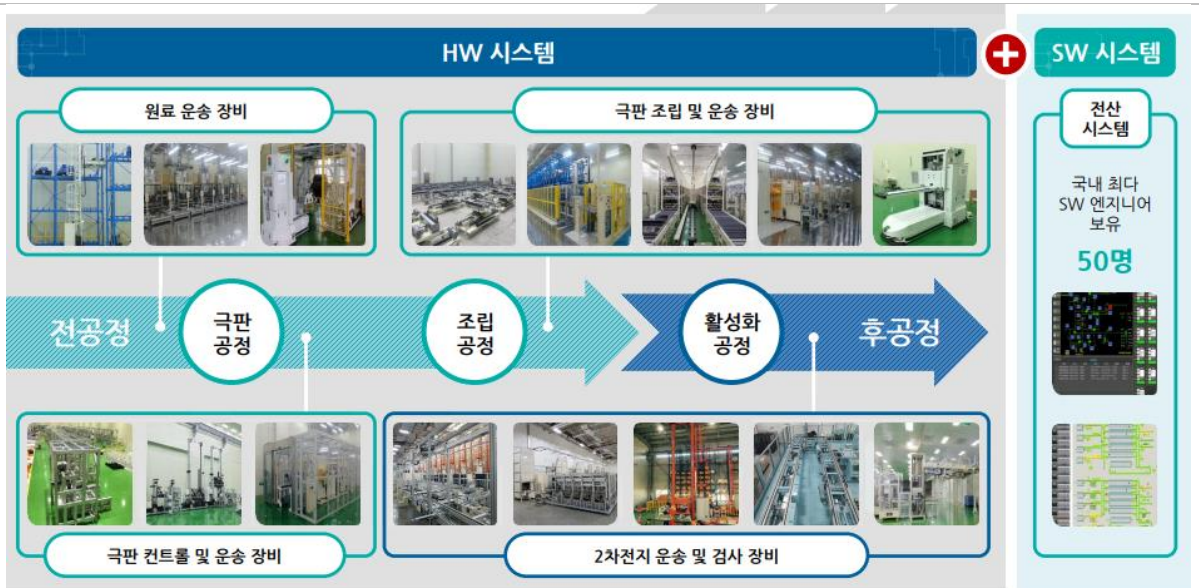 HW 시스템
SW 시스템
원료 운송 장비
극판 조립 및 운송 장비
전산
시스템
국내 최다
SW 엔지니어
보유
50명
전공정
극판
공정
조립
공정
활성화
공정
후공정
극판 컨트롤 및 운송 장비
2차전지 운송 및 검사 장비